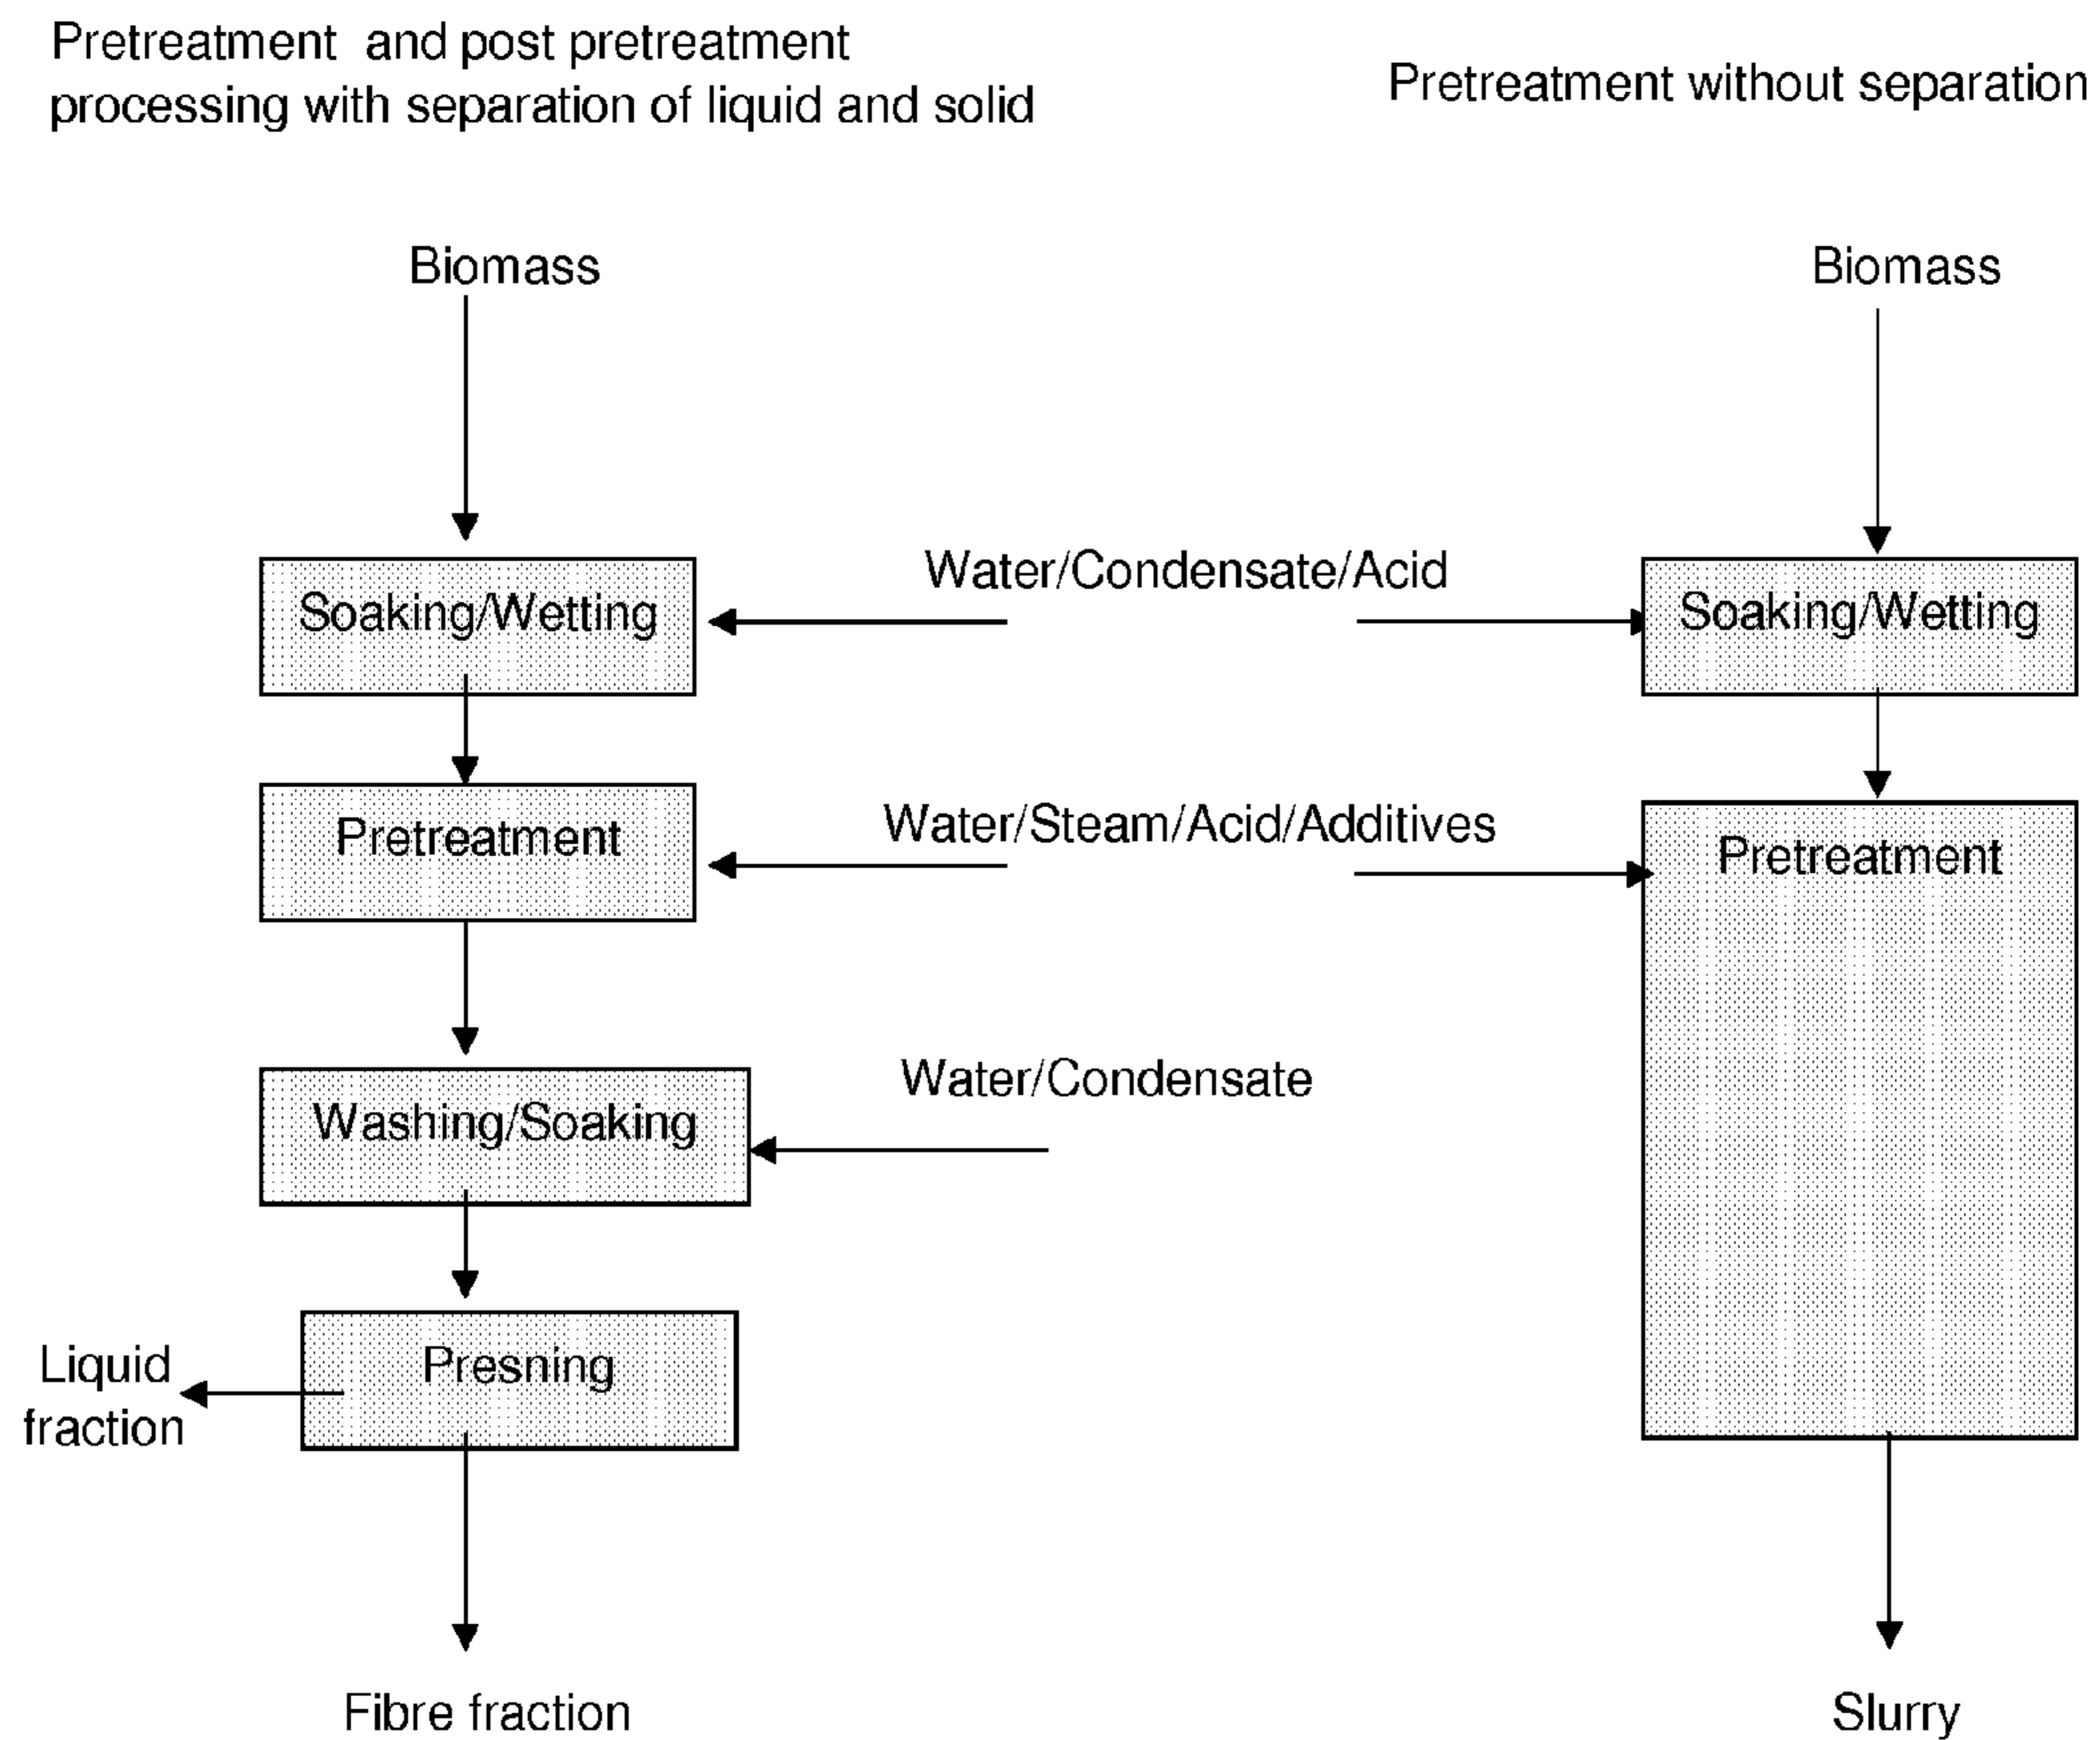 Pretreatment and post pretreatment
processing with separation of liquid and solid
Pretreatment without separation
Biomass
Biomass
Water/Condensate/Acid
Soaking/Wetting
Soaking/Wetting
Water/Steam/Acid/Additives
Pretreatment
Pretreatment
Water/Condensate
Washing/Soaking
Presning
Liquid
fraction
Fibre fraction
Slurry